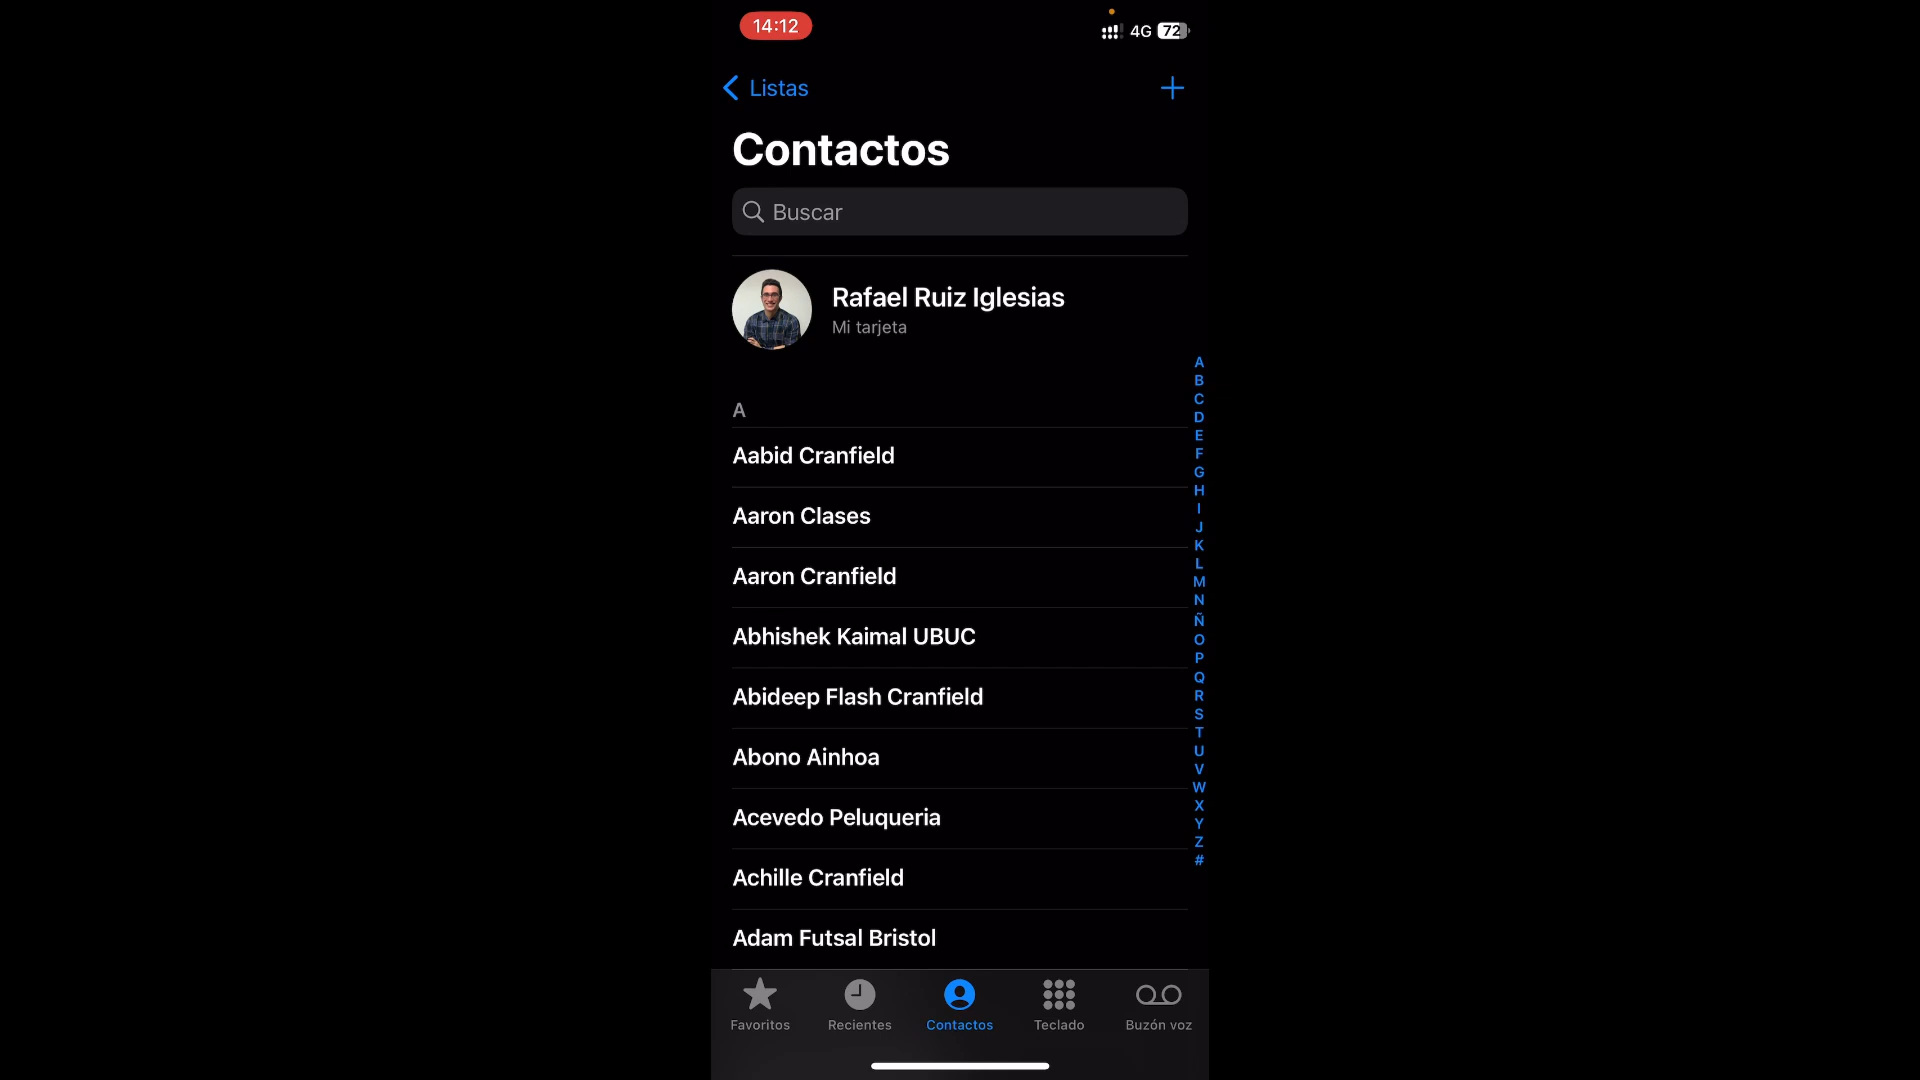 14:12
4G 72
Listas
Contactos
Buscar
Rafael Ruiz Iglesias
Mi tarjeta
A
Aabid Cranfield
Aaron Clases
Aaron Cranfield
Abhishek Kaimal UBUC
Abideep Flash Cranfield
Abono Ainhoa
Acevedo Peluqueria
Achille Cranfield
Adam Futsal Bristol
A
B
C
D
E
F
G
H
I
J
K
L
M
N
Ñ
O
P
Q
R
S
T
U
V
W
X
Y
Z
#
Favoritos Recientes Contactos Teclado Buzón voz